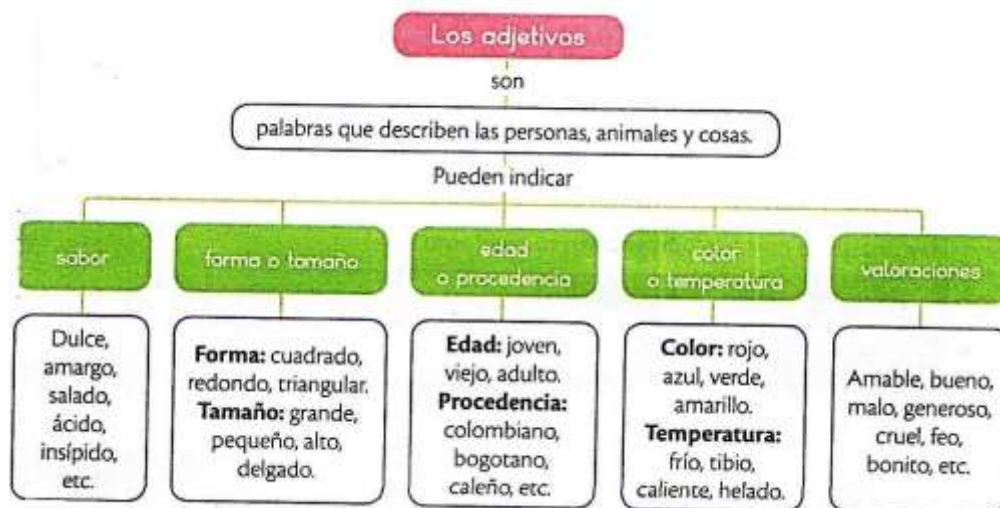 Los adjetivos
son
palabras que describen las personas, animales y cosas.
Pueden indicar
sabor
forma o tamaño
edad
o procedencia
color
o temperatura
valoraciones
Dulce,
amargo,
salado,
ácido,
insípido,
etc.
Forma: cuadrado,
redondo, triangular.
Tamaño: grande,
pequeño, alto,
delgado.
Edad: joven,
viejo, adulto.
Procedencia:
colombiano,
bogotano,
caleño, etc.
Color: rojo,
azul, verde,
amarillo.
Temperatura:
frío, tibio,
caliente, helado.
Amable, bueno,
malo, generoso,
cruel, feo,
bonito, etc.